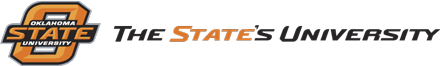 OKLAHOMA
STATE
UNIVERSITY
THE STATE'S UNIVERSITY